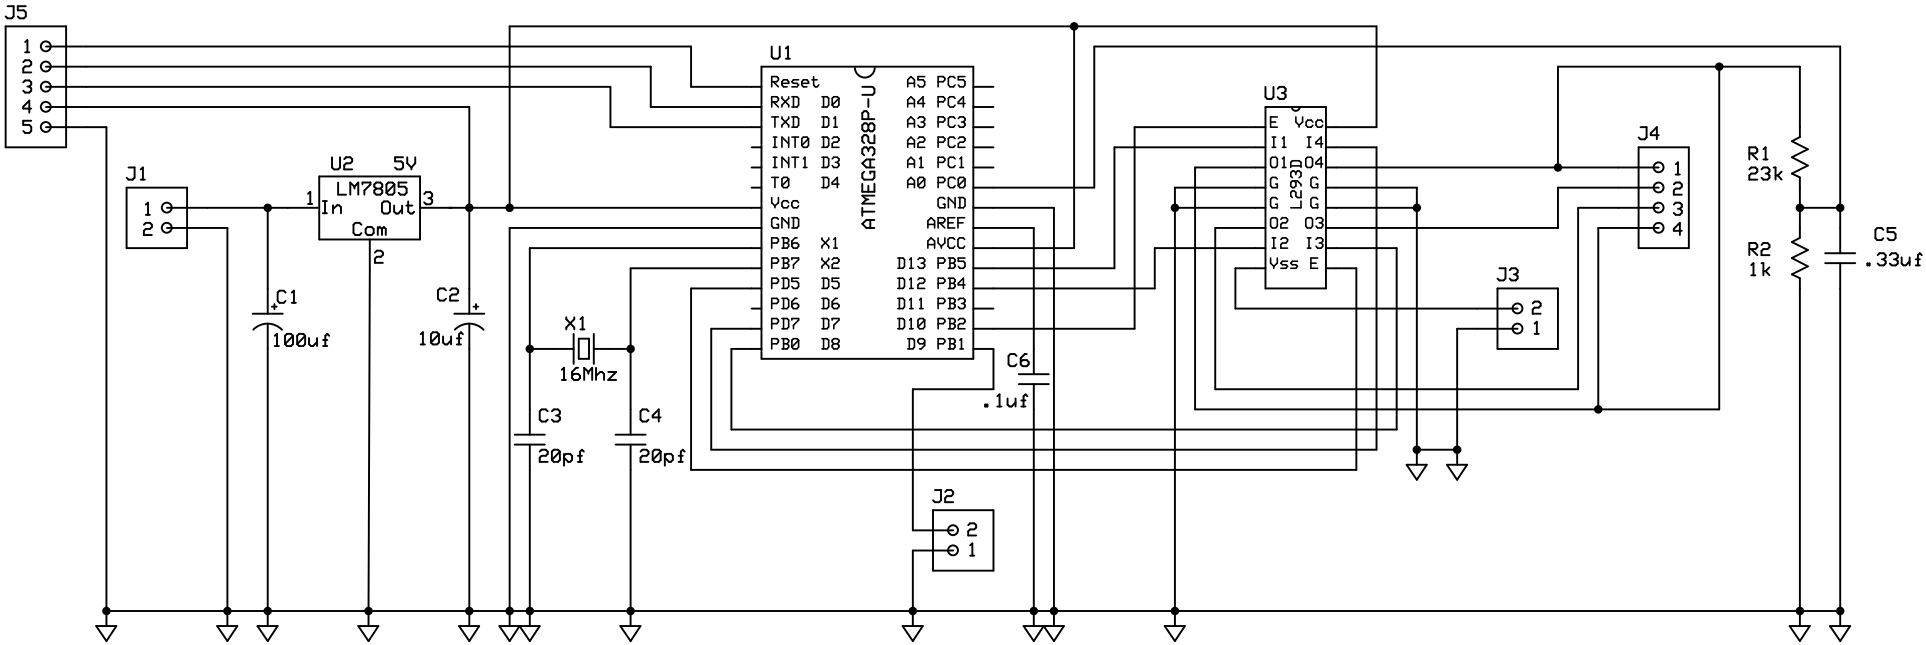 J5
1
2
3
4
5
J1
1
2
U2 5V
LM7805
1 In Out 3
Com
2
C1
100uf
C2
10uf
X1
16Mhz
C3
20pf
C4
20pf
U1
ATMEGA328P-U
Reset A5 PC5
RXD D0 A4 PC4
TXD D1 A3 PC3
INT0 D2 A2 PC2
INT1 D3 A1 PC1
T0 D4 A0 PC0
Vcc GND
GND AREF
PB6 X1 AVCC
PB7 X2 D13 PB5
PD5 D5 D12 PB4
PD6 D6 D11 PB3
PD7 D7 D10 PB2
PB0 D8 D9 PB1
C6
.1uf
J2
2
1
U3
L293D
E Vcc
I1 I4
O1 O4
G G
G G
O2 O3
I2 I3
Vss E
J3
2
1
J4
1
2
3
4
R1
23k
R2
1k
C5
.33uf